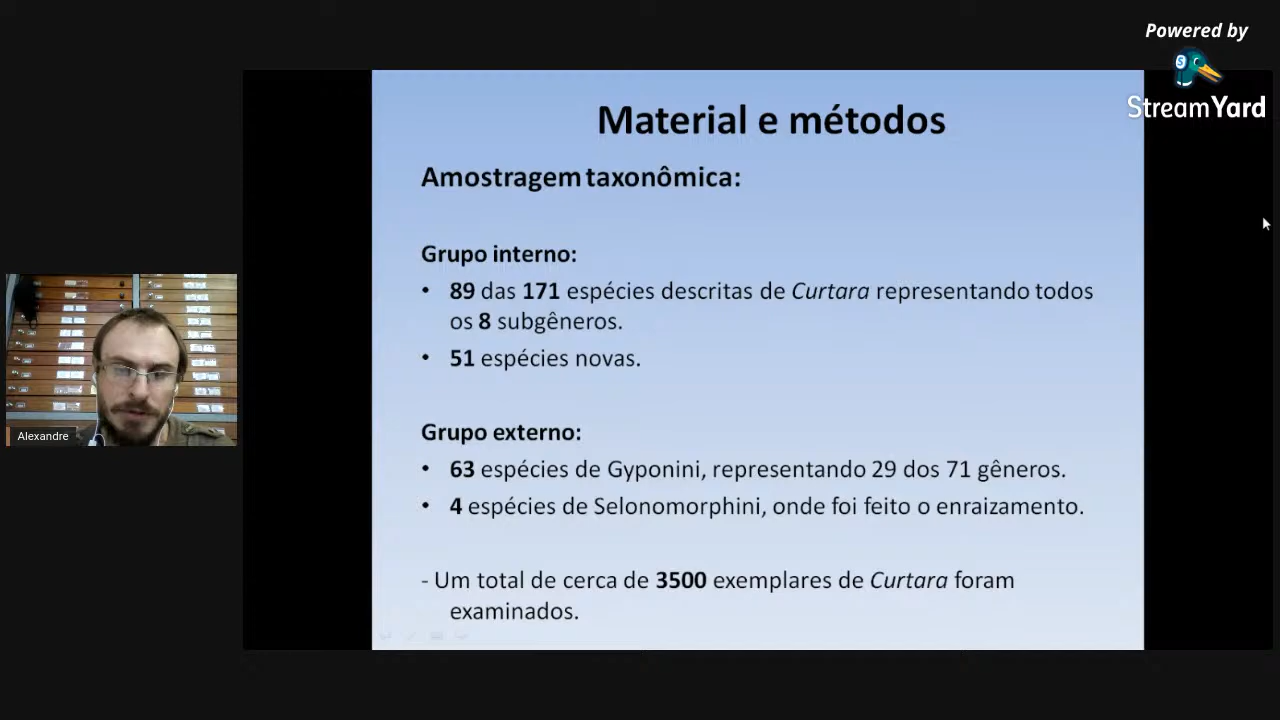 Powered by
StreamYard
Material e métodos
Amostragem taxonômica:
Grupo interno:
• 89 das 171 espécies descritas de Curtara representando todos
os 8 subgêneros.
• 51 espécies novas.
Grupo externo:
• 63 espécies de Gyponini, representando 29 dos 71 gêneros.
• 4 espécies de Selonomorphini, onde foi feito o enraizamento.
- Um total de cerca de 3500 exemplares de Curtara foram
examinados.
Alexandre